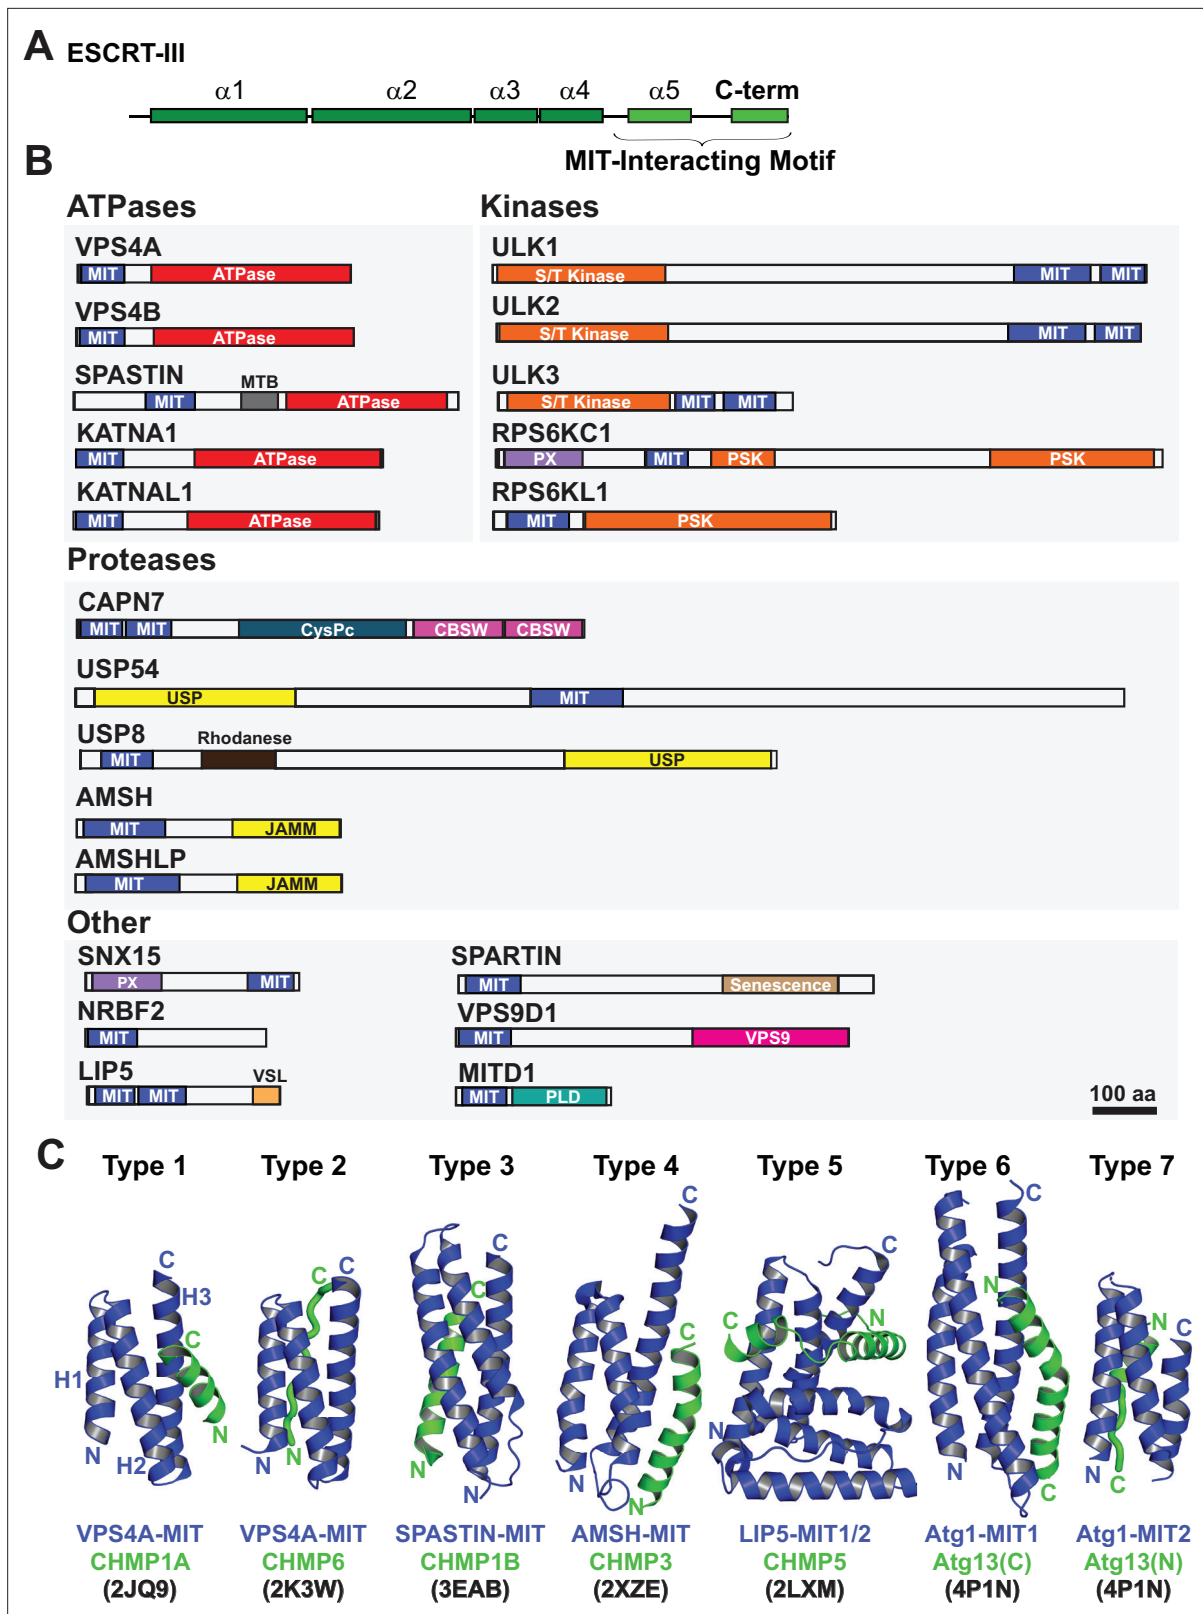 A ESCRT-III
α1 α2 α3 α4 α5 C-term
MIT-Interacting Motif
B
ATPases
VPS4A
MIT ATPase
VPS4B
MIT ATPase
SPASTIN
MTB
MIT ATPase
KATNA1
MIT ATPase
KATNAL1
MIT ATPase
Kinases
ULK1
S/T Kinase MIT MIT
ULK2
S/T Kinase MIT MIT
ULK3
S/T Kinase MIT MIT
RPS6KC1
PX MIT PSK PSK
RPS6KL1
MIT PSK
Proteases
CAPN7
MIT MIT CysPc CBSW CBSW
USP54
USP MIT
USP8
Rhodanese
MIT USP
AMSH
MIT JAMM
AMSHLP
MIT JAMM
Other
SNX15
PX MIT
NRBF2
MIT
LIP5
VSL
MIT MIT
SPARTIN
MIT Senescence
VPS9D1
MIT VPS9
MITD1
MIT PLD
100 aa
C
Type 1 Type 2 Type 3 Type 4 Type 5 Type 6 Type 7
C H3 C H1 N H2 N
C C N N
C C N N
C C N N
C C N N
C N N C
N C N C
VPS4A-MIT VPS4A-MIT SPASTIN-MIT AMSH-MIT LIP5-MIT1/2 Atg1-MIT1 Atg1-MIT2
CHMP1A CHMP6 CHMP1B CHMP3 CHMP5 Atg13(C) Atg13(N)
(2JQ9) (2K3W) (3EAB) (2XZE) (2LXM) (4P1N) (4P1N)